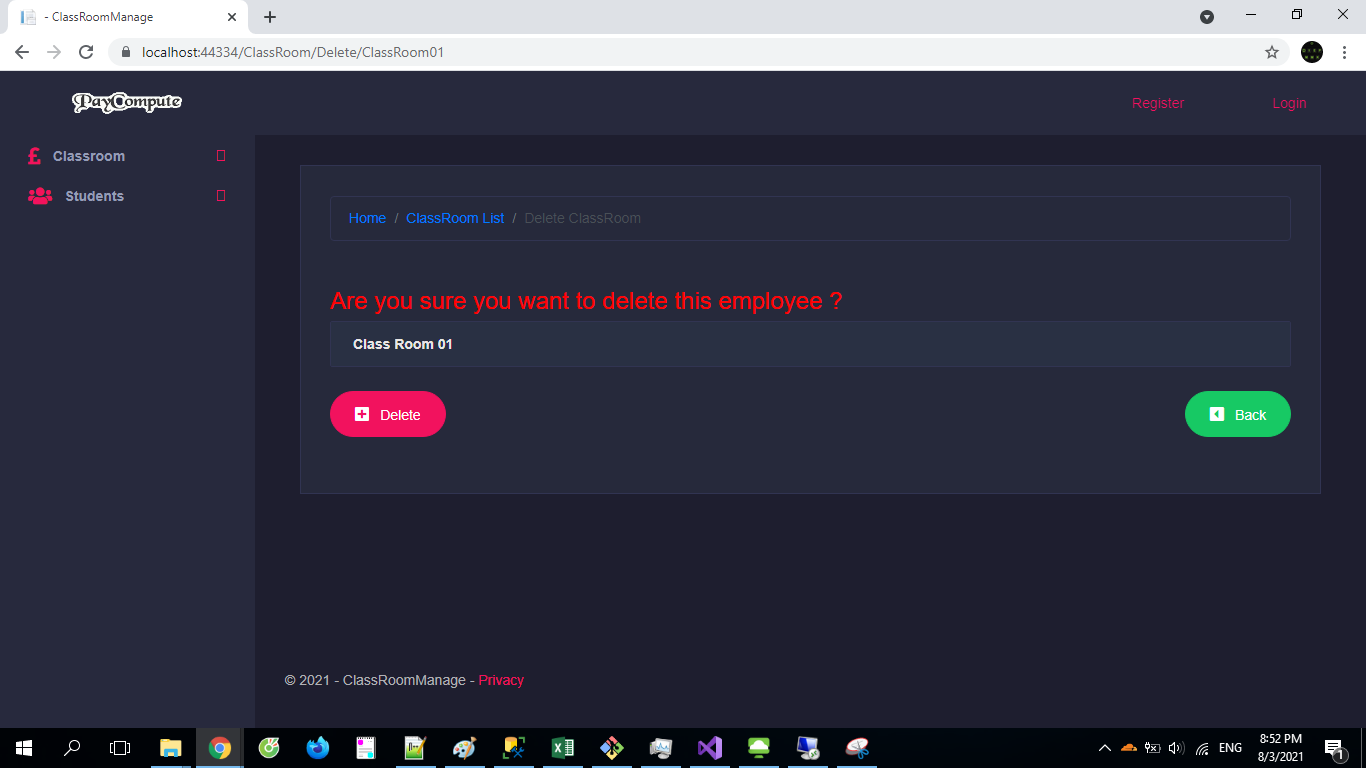 - ClassRoomManage
localhost:44334/ClassRoom/Delete/ClassRoom01
PayCompute
Register
Login
Classroom
Students
Home / ClassRoom List / Delete ClassRoom
Are you sure you want to delete this employee ?
Class Room 01
Delete
Back
© 2021 - ClassRoomManage - Privacy
ENG
8:52 PM
8/3/2021
1